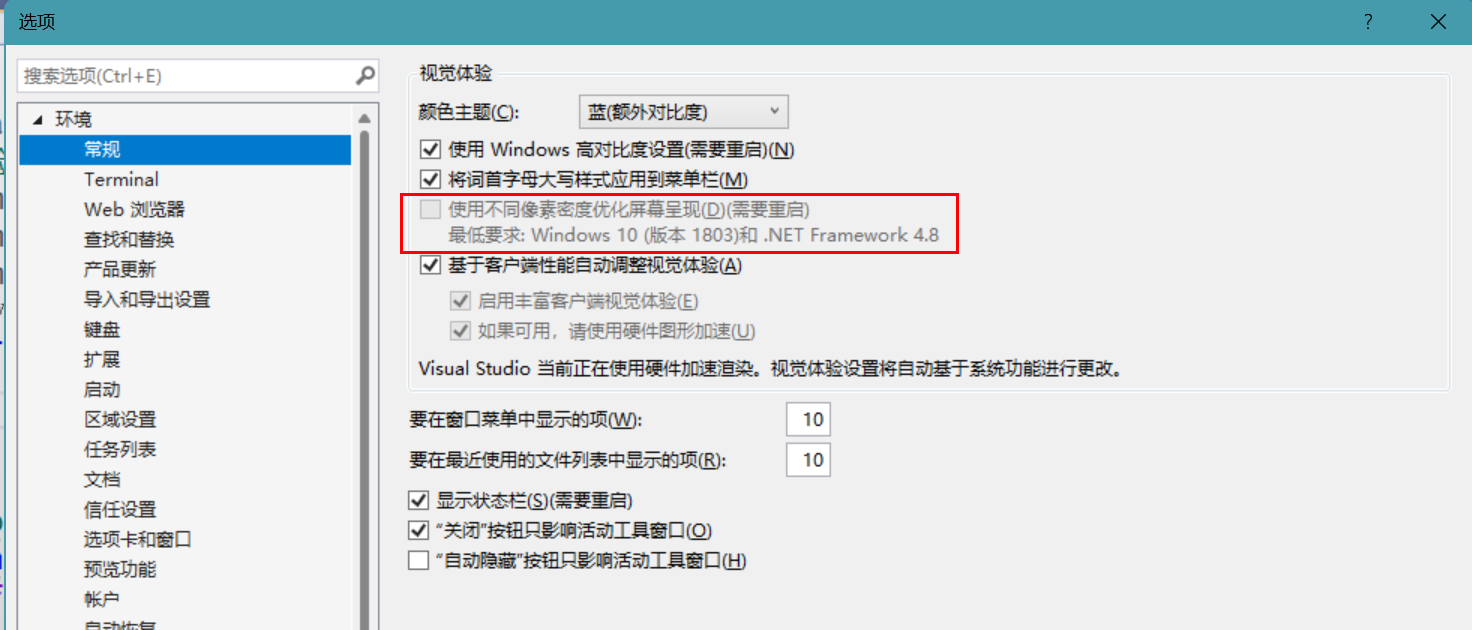 选项
搜索选项(Ctrl+E)
环境
常规
Terminal
Web 浏览器
查找和替换
产品更新
导入和导出设置
键盘
扩展
启动
区域设置
任务列表
文档
信任设置
选项卡和窗口
预览功能
帐户
自动恢复
视觉体验
颜色主题(C):
蓝(额外对比度)
使用 Windows 高对比度设置(需要重启)(N)
将词首字母大写样式应用到菜单栏(M)
使用不同像素密度优化屏幕呈现(D)(需要重启)
最低要求: Windows 10 (版本 1803)和 .NET Framework 4.8
基于客户端性能自动调整视觉体验(A)
启用丰富客户端视觉体验(E)
如果可用，请使用硬件图形加速(U)
Visual Studio 当前正在使用硬件加速渲染。视觉体验设置将自动基于系统功能进行更改。
要在窗口菜单中显示的项(W): 10
要在最近使用的文件列表中显示的项(R): 10
显示状态栏(S)(需要重启)
“关闭”按钮只影响活动工具窗口(O)
“自动隐藏”按钮只影响活动工具窗口(H)